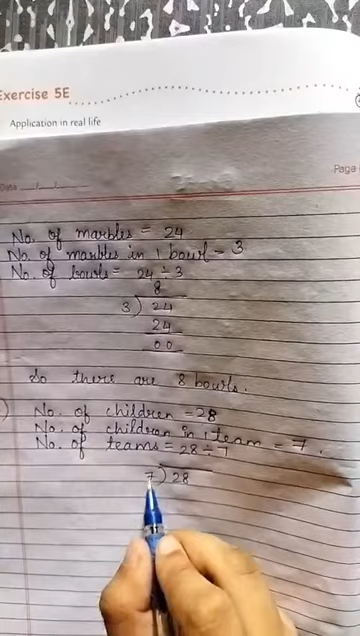 Exercise 5E
Application in real life
Date
Page
No. of marbles = 24
No. of marbles in 1 bowl = 3
No. of bowls = 24 ÷ 3
8
3 ) 24
24
00
So there are 8 bowls.
) No. of children = 28
No. of children in 1 team = 7.
No. of teams = 28 ÷ 7
7 ) 28